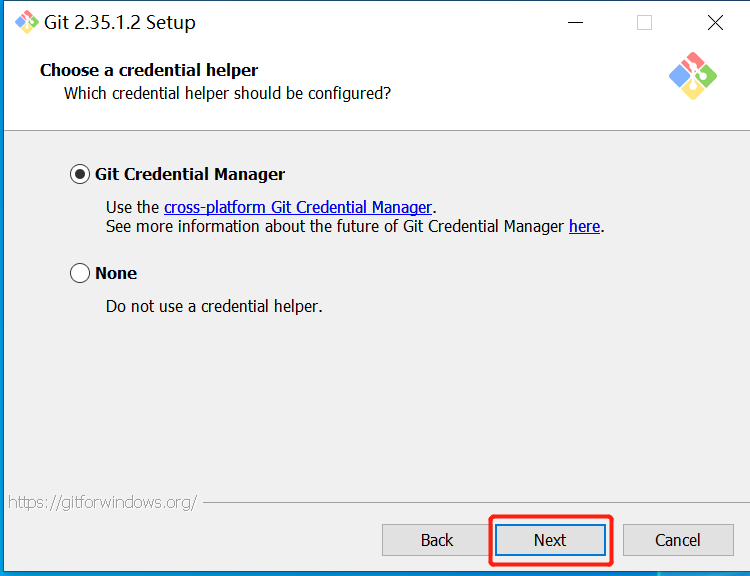 Git 2.35.1.2 Setup
Choose a credential helper
Which credential helper should be configured?
Git Credential Manager
Use the cross-platform Git Credential Manager.
See more information about the future of Git Credential Manager here.
None
Do not use a credential helper.
https://gitforwindows.org/
Back Next Cancel